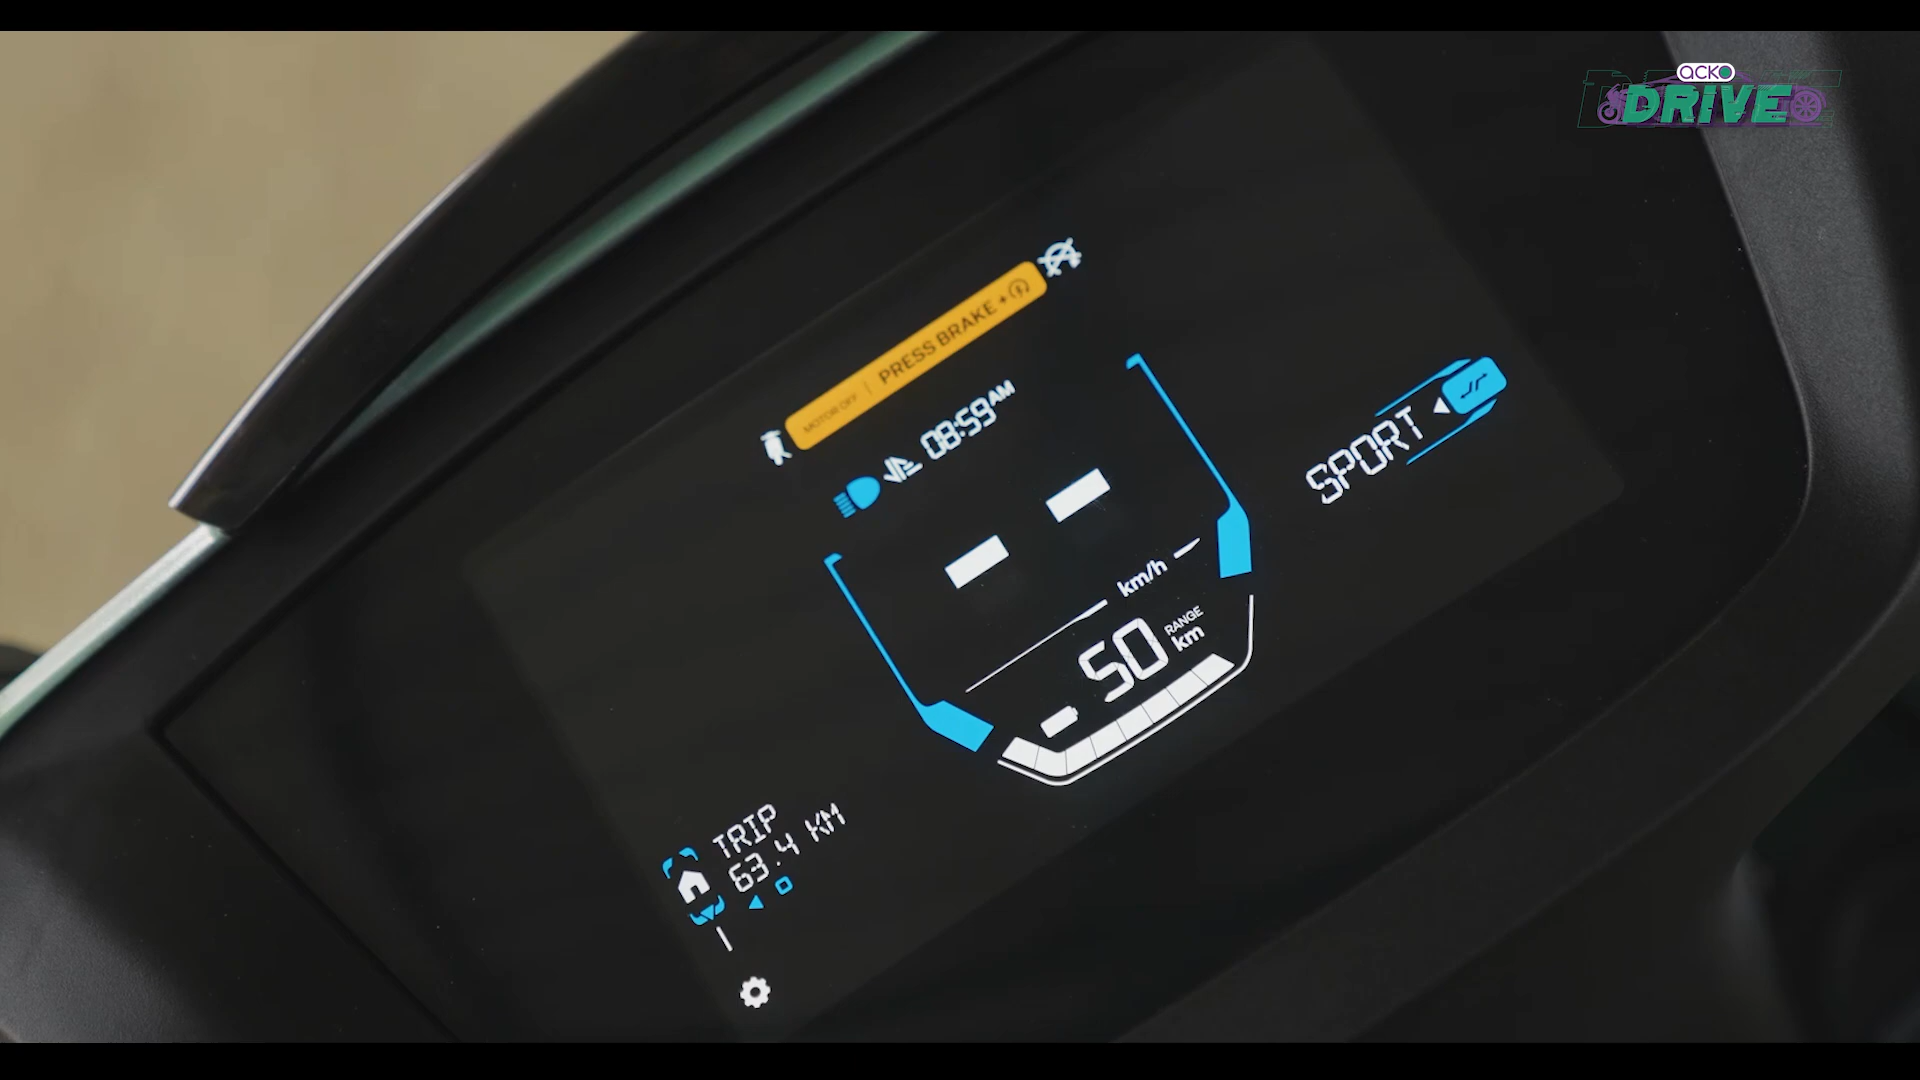 acko
DRIVE
MOTOR OFF | PRESS BRAKE +
08:59 AM
SPORT
km/h
50 RANGE km
TRIP
63.4 KM